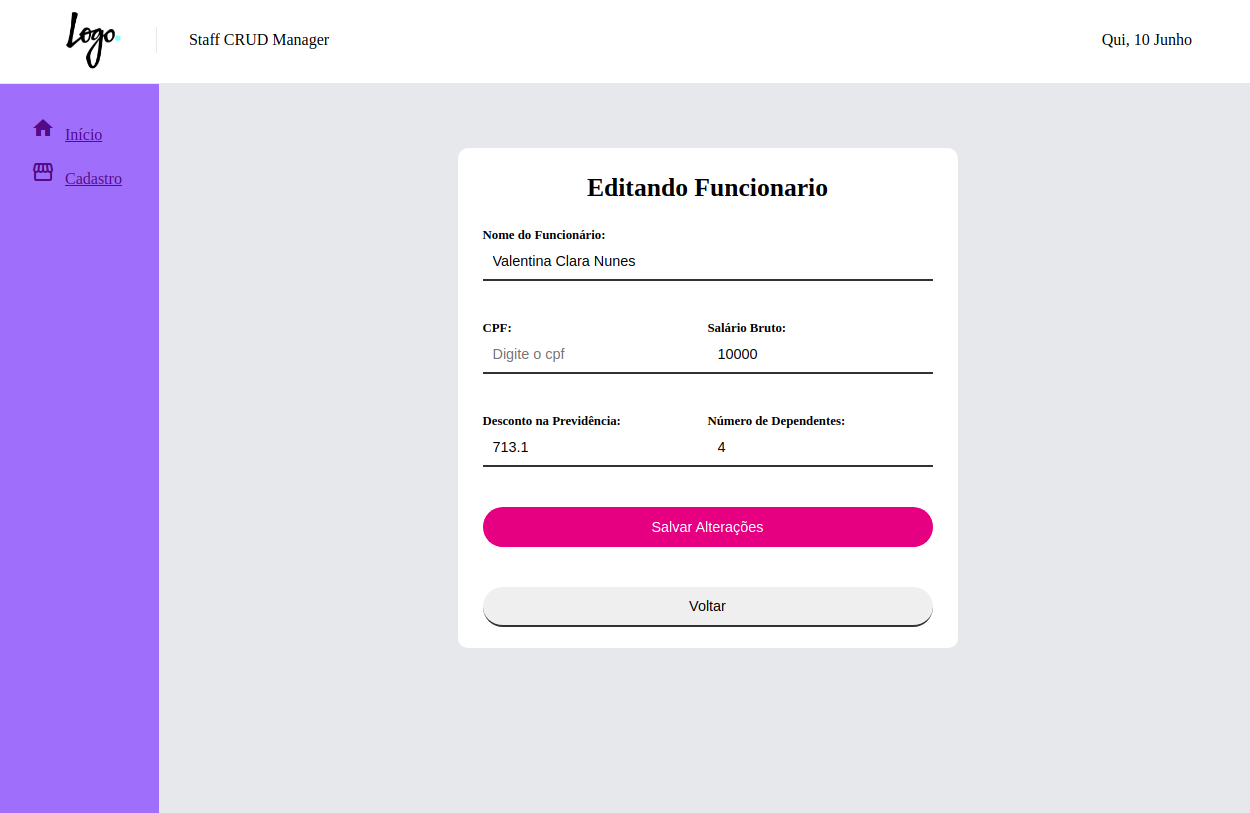 Logo.
Staff CRUD Manager
Qui, 10 Junho
Início
Cadastro
Editando Funcionario
Nome do Funcionário:
Valentina Clara Nunes
CPF: Salário Bruto:
Digite o cpf 10000
Desconto na Previdência: Número de Dependentes:
713.1 4
Salvar Alterações
Voltar